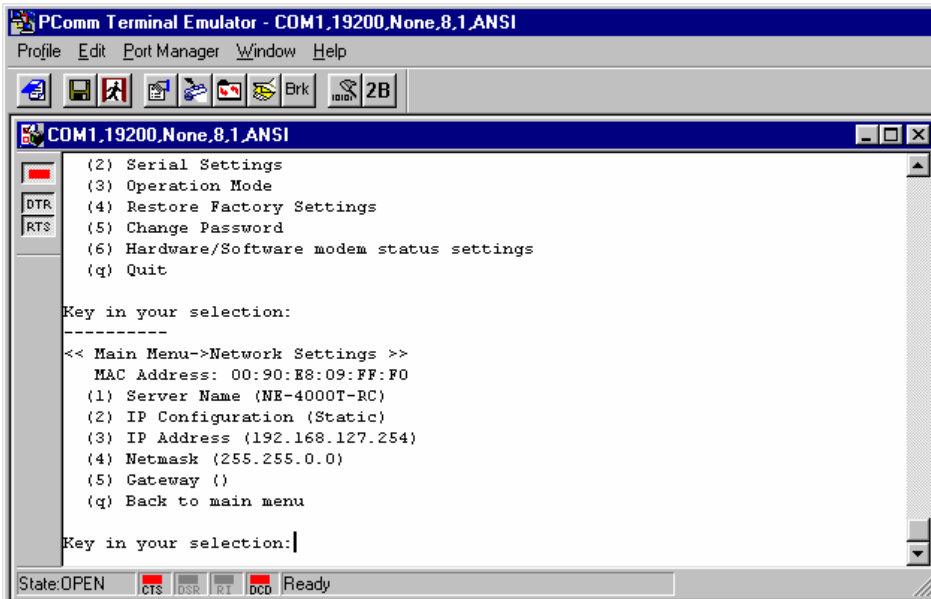 PComm Terminal Emulator - COM1,19200,None,8,1,ANSI
Profile Edit Port Manager Window Help
Brk 2B
COM1,19200,None,8,1,ANSI
(2) Serial Settings
DTR
RTS
(3) Operation Mode
(4) Restore Factory Settings
(5) Change Password
(6) Hardware/Software modem status settings
(q) Quit
Key in your selection:
----------
<< Main Menu->Network Settings >>
MAC Address: 00:90:E8:09:FF:F0
(1) Server Name (NE-4000T-RC)
(2) IP Configuration (Static)
(3) IP Address (192.168.127.254)
(4) Netmask (255.255.0.0)
(5) Gateway ()
(q) Back to main menu
Key in your selection:
State:OPEN CTS DSR RI DCD Ready